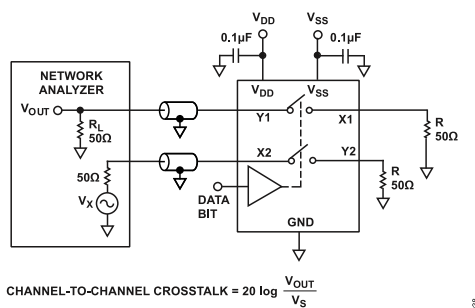 VDD
VSS
0.1µF
0.1µF
NETWORK
ANALYZER
VDD
VSS
VOUT
Y1
X1
RL
50Ω
R
50Ω
50Ω
X2
Y2
R
50Ω
VX
DATA
BIT
GND
CHANNEL-TO-CHANNEL CROSSTALK = 20 log VOUT
VS